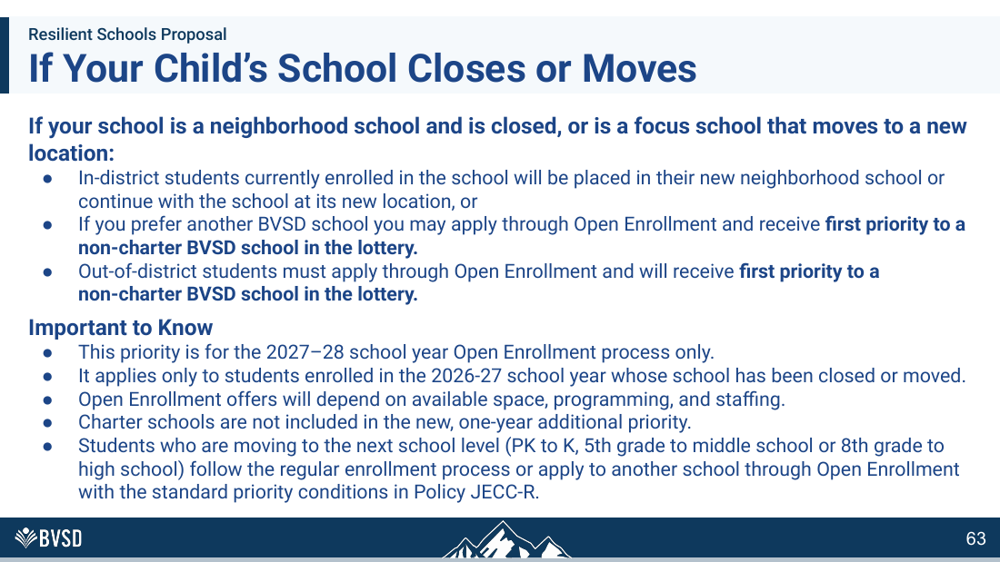 Resilient Schools Proposal
If Your Child’s School Closes or Moves
If your school is a neighborhood school and is closed, or is a focus school that moves to a new
location:
● In-district students currently enrolled in the school will be placed in their new neighborhood school or
continue with the school at its new location, or
● If you prefer another BVSD school you may apply through Open Enrollment and receive first priority to a
non-charter BVSD school in the lottery.
● Out-of-district students must apply through Open Enrollment and will receive first priority to a
non-charter BVSD school in the lottery.
Important to Know
● This priority is for the 2027–28 school year Open Enrollment process only.
● It applies only to students enrolled in the 2026-27 school year whose school has been closed or moved.
● Open Enrollment offers will depend on available space, programming, and staffing.
● Charter schools are not included in the new, one-year additional priority.
● Students who are moving to the next school level (PK to K, 5th grade to middle school or 8th grade to
high school) follow the regular enrollment process or apply to another school through Open Enrollment
with the standard priority conditions in Policy JECC-R.
BVSD
63